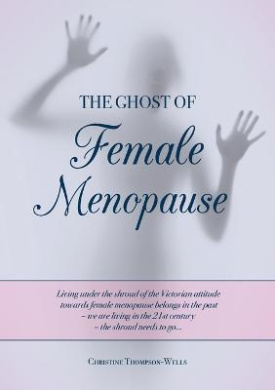 THE GHOST OF
Female
Menopause
Living under the shroud of the Victorian attitude
towards female menopause belongs in the past
– we are living in the 21st century
– the shroud needs to go...
Christine Thompson-Wells